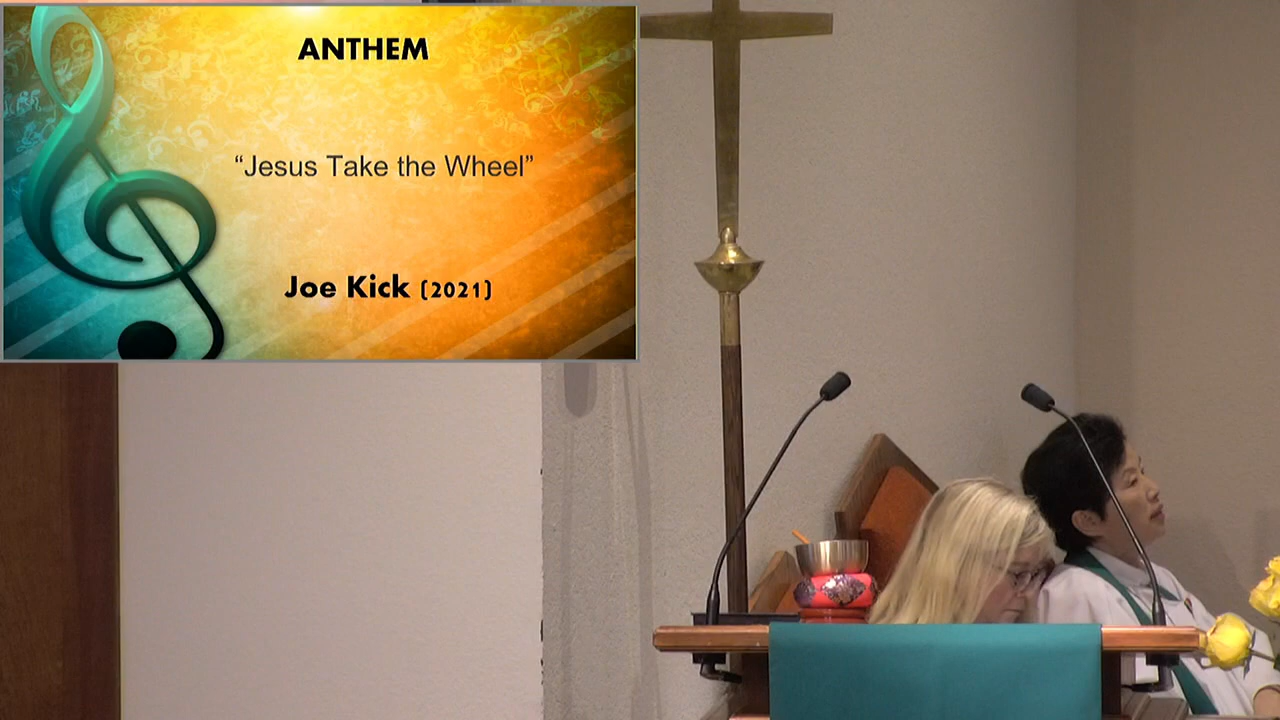 ANTHEM
“Jesus Take the Wheel”
Joe Kick (2021)